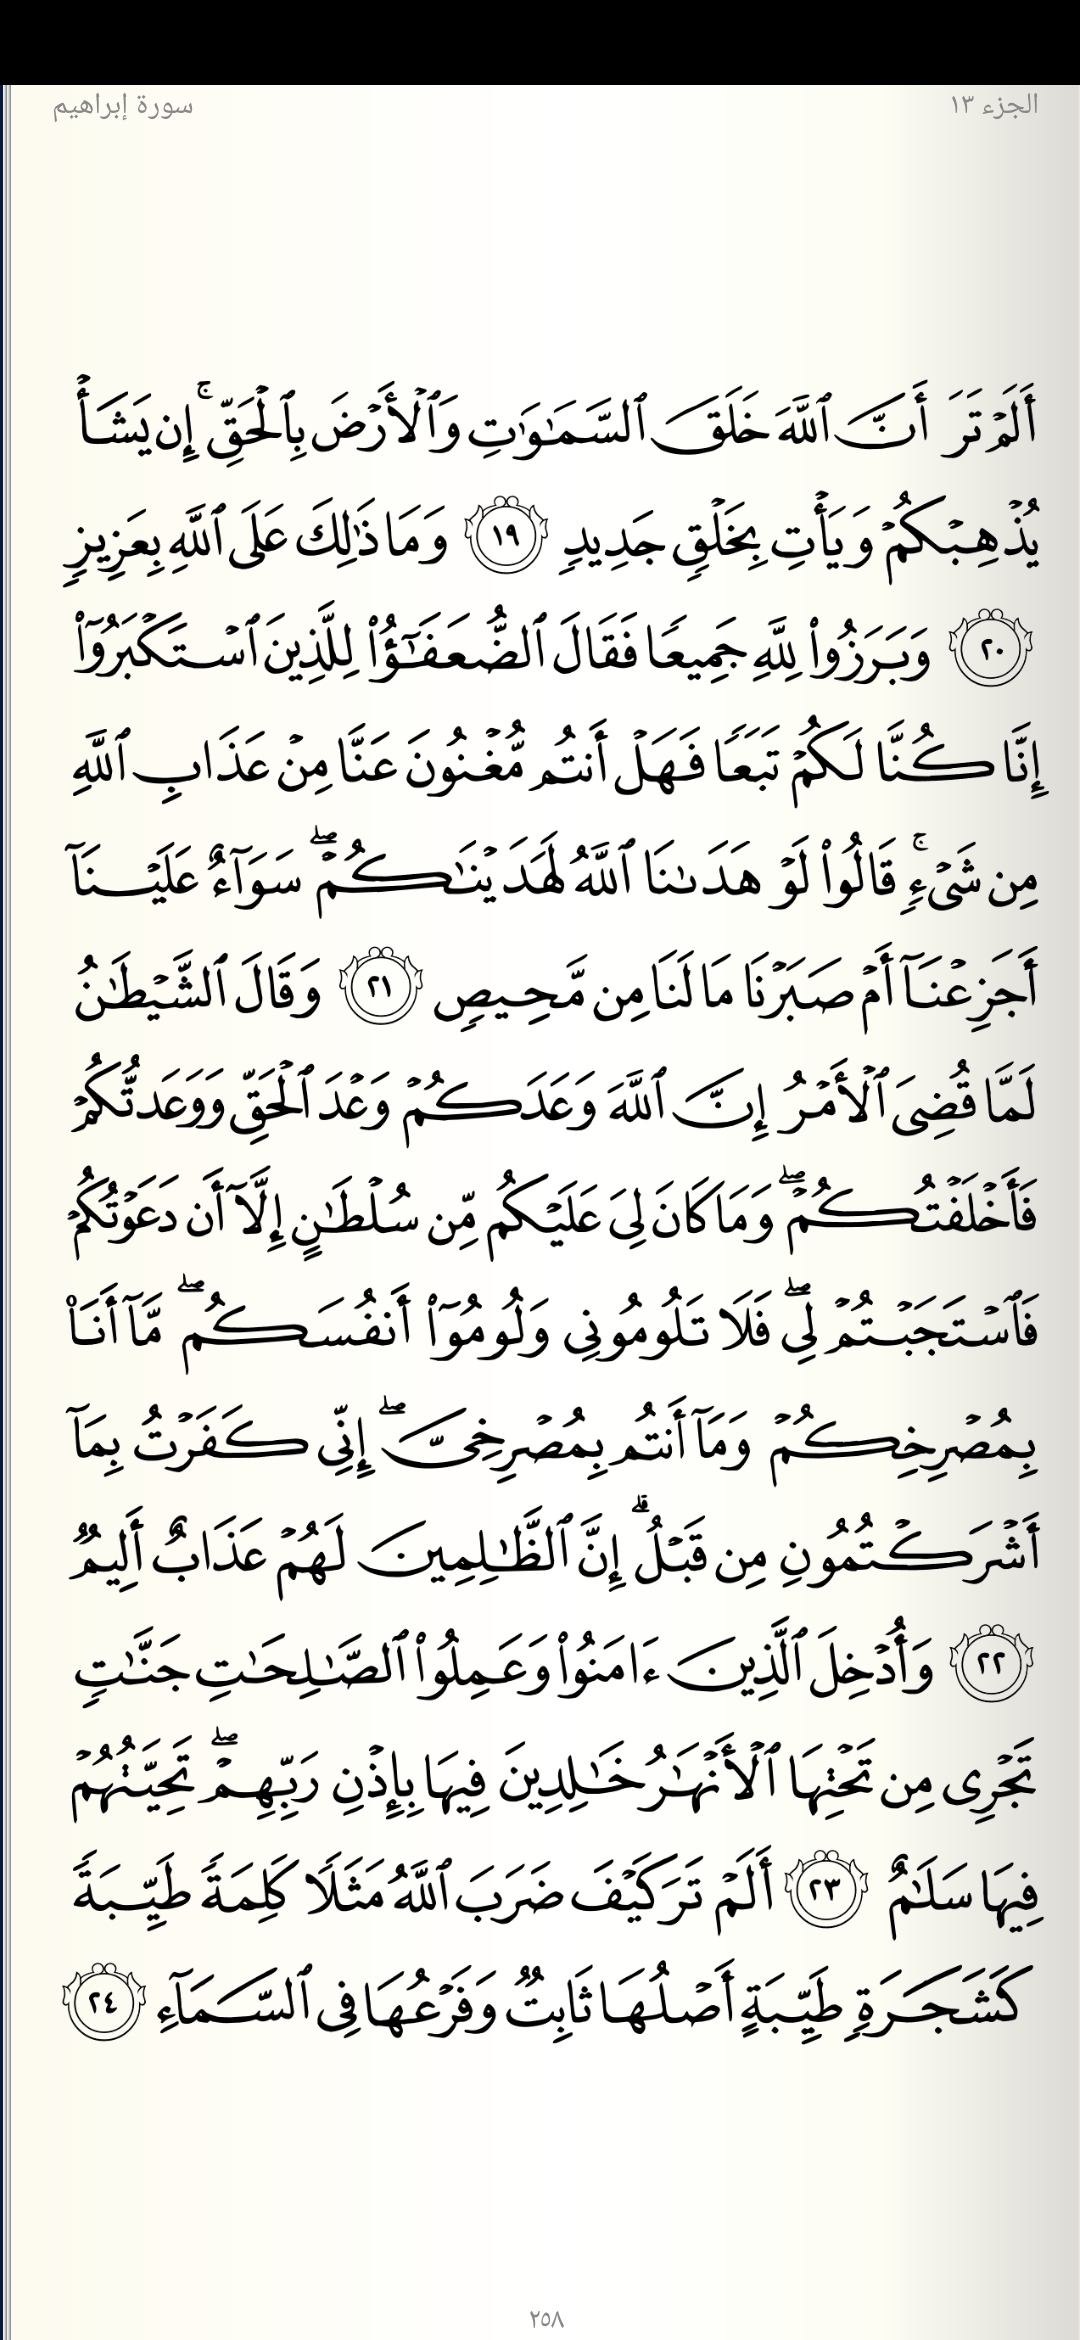 الجزء ١٣
سورة إبراهيم
أَلَمۡ تَرَ أَنَّ ٱللَّهَ خَلَقَ ٱلسَّمَٰوَٰتِ وَٱلۡأَرۡضَ بِٱلۡحَقِّۚ إِن يَشَأۡ
يُذۡهِبۡكُمۡ وَيَأۡتِ بِخَلۡقٖ جَدِيدٖ ١٩ وَمَا ذَٰلِكَ عَلَى ٱللَّهِ بِعَزِيزٖ
٢٠ وَبَرَزُواْ لِلَّهِ جَمِيعٗا فَقَالَ ٱلضُّعَفَٰٓؤُاْ لِلَّذِينَ ٱسۡتَكۡبَرُوٓاْ
إِنَّا كُنَّا لَكُمۡ تَبَعٗا فَهَلۡ أَنتُم مُّغۡنُونَ عَنَّا مِنۡ عَذَابِ ٱللَّهِ
مِن شَيۡءٖۚ قَالُواْ لَوۡ هَدَىٰنَا ٱللَّهُ لَهَدَيۡنَٰكُمۡۖ سَوَآءٌ عَلَيۡنَآ
أَجَزِعۡنَآ أَمۡ صَبَرۡنَا مَا لَنَا مِن مَّحِيصٖ ٢١ وَقَالَ ٱلشَّيۡطَٰنُ
لَمَّا قُضِيَ ٱلۡأَمۡرُ إِنَّ ٱللَّهَ وَعَدَكُمۡ وَعۡدَ ٱلۡحَقِّ وَوَعَدتُّكُمۡ
فَأَخۡلَفۡتُكُمۡۖ وَمَا كَانَ لِيَ عَلَيۡكُم مِّن سُلۡطَٰنٍ إِلَّآ أَن دَعَوۡتُكُمۡ
فَٱسۡتَجَبۡتُمۡ لِيۖ فَلَا تَلُومُونِي وَلُومُوٓاْ أَنفُسَكُمۖ مَّآ أَنَا۠
بِمُصۡرِخِكُمۡ وَمَآ أَنتُم بِمُصۡرِخِيَّۖ إِنِّي كَفَرۡتُ بِمَآ
أَشۡرَكۡتُمُونِ مِن قَبۡلُۗ إِنَّ ٱلظَّٰلِمِينَ لَهُمۡ عَذَابٌ أَلِيمٞ
٢٢ وَأُدۡخِلَ ٱلَّذِينَ ءَامَنُواْ وَعَمِلُواْ ٱلصَّٰلِحَٰتِ جَنَّٰتٖ
تَجۡرِي مِن تَحۡتِهَا ٱلۡأَنۡهَٰرُ خَٰلِدِينَ فِيهَا بِإِذۡنِ رَبِّهِمۡۖ تَحِيَّتُهُمۡ
فِيهَا سَلَٰمٌ ٢٣ أَلَمۡ تَرَ كَيۡفَ ضَرَبَ ٱللَّهُ مَثَلٗا كَلِمَةٗ طَيِّبَةٗ
كَشَجَرَةٖ طَيِّبَةٍ أَصۡلُهَا ثَابِتٞ وَفَرۡعُهَا فِي ٱلسَّمَآءِ ٢٤
٢٥٨